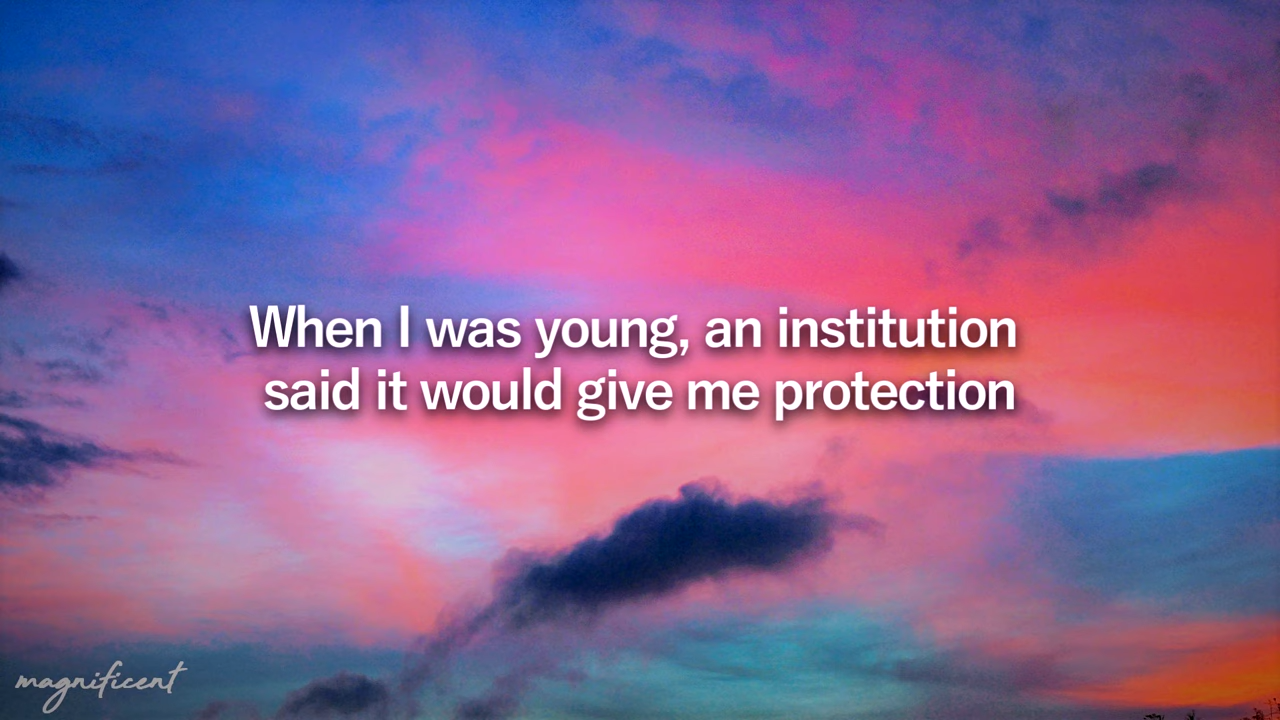 When I was young, an institution
said it would give me protection
magnificent